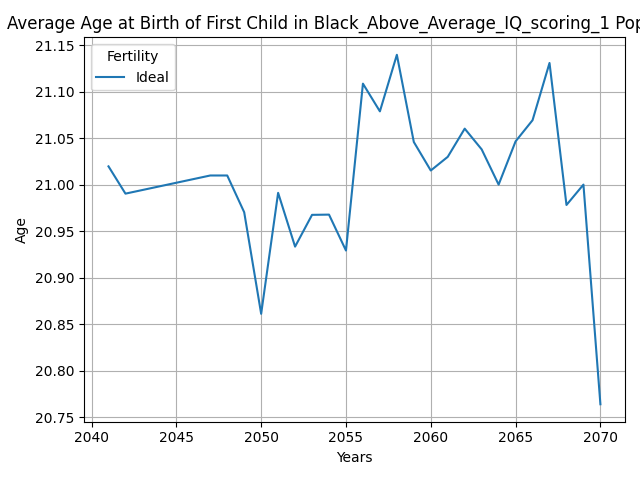 Average Age at Birth of First Child in Black_Above_Average_IQ_scoring_1 Pop
Fertility
Ideal
21.15
21.10
21.05
21.00
20.95
20.90
20.85
20.80
20.75
Age
2040 2045 2050 2055 2060 2065 2070
Years